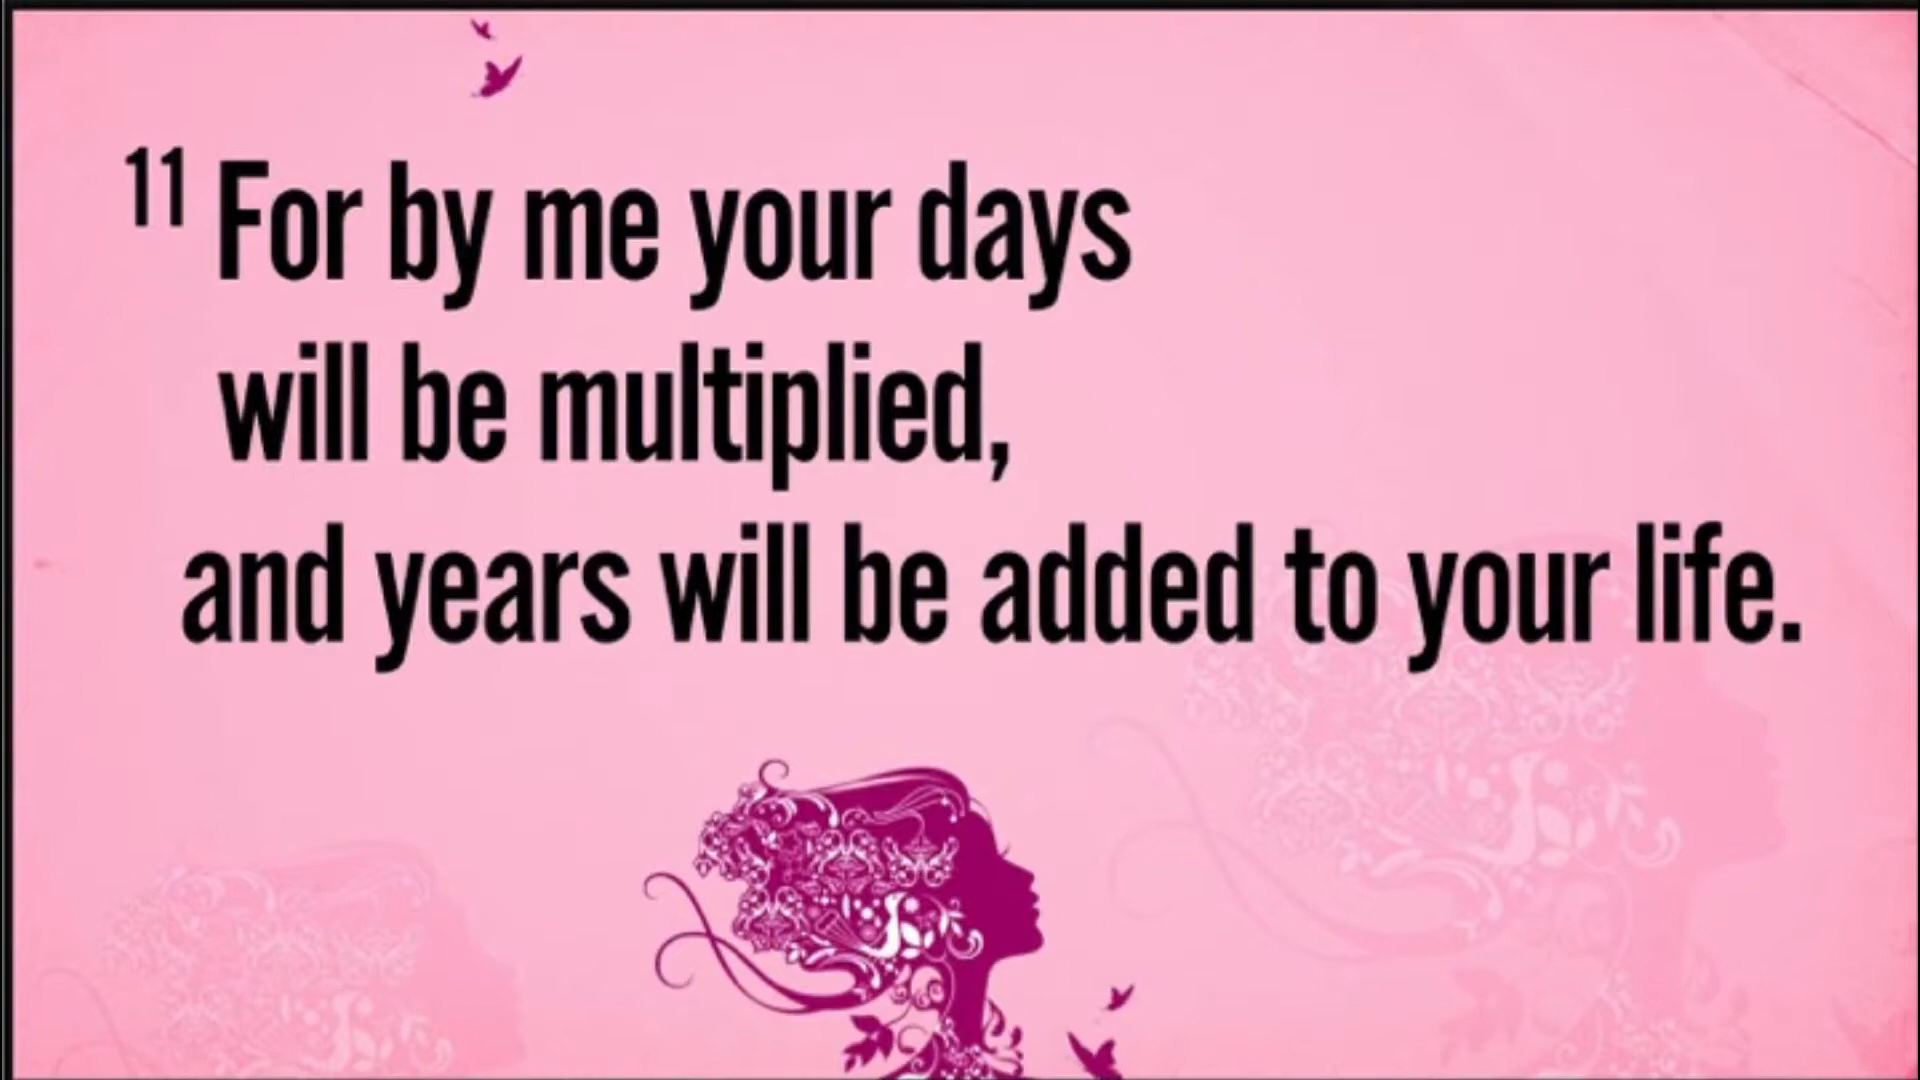 11 For by me your days
will be multiplied,
and years will be added to your life.